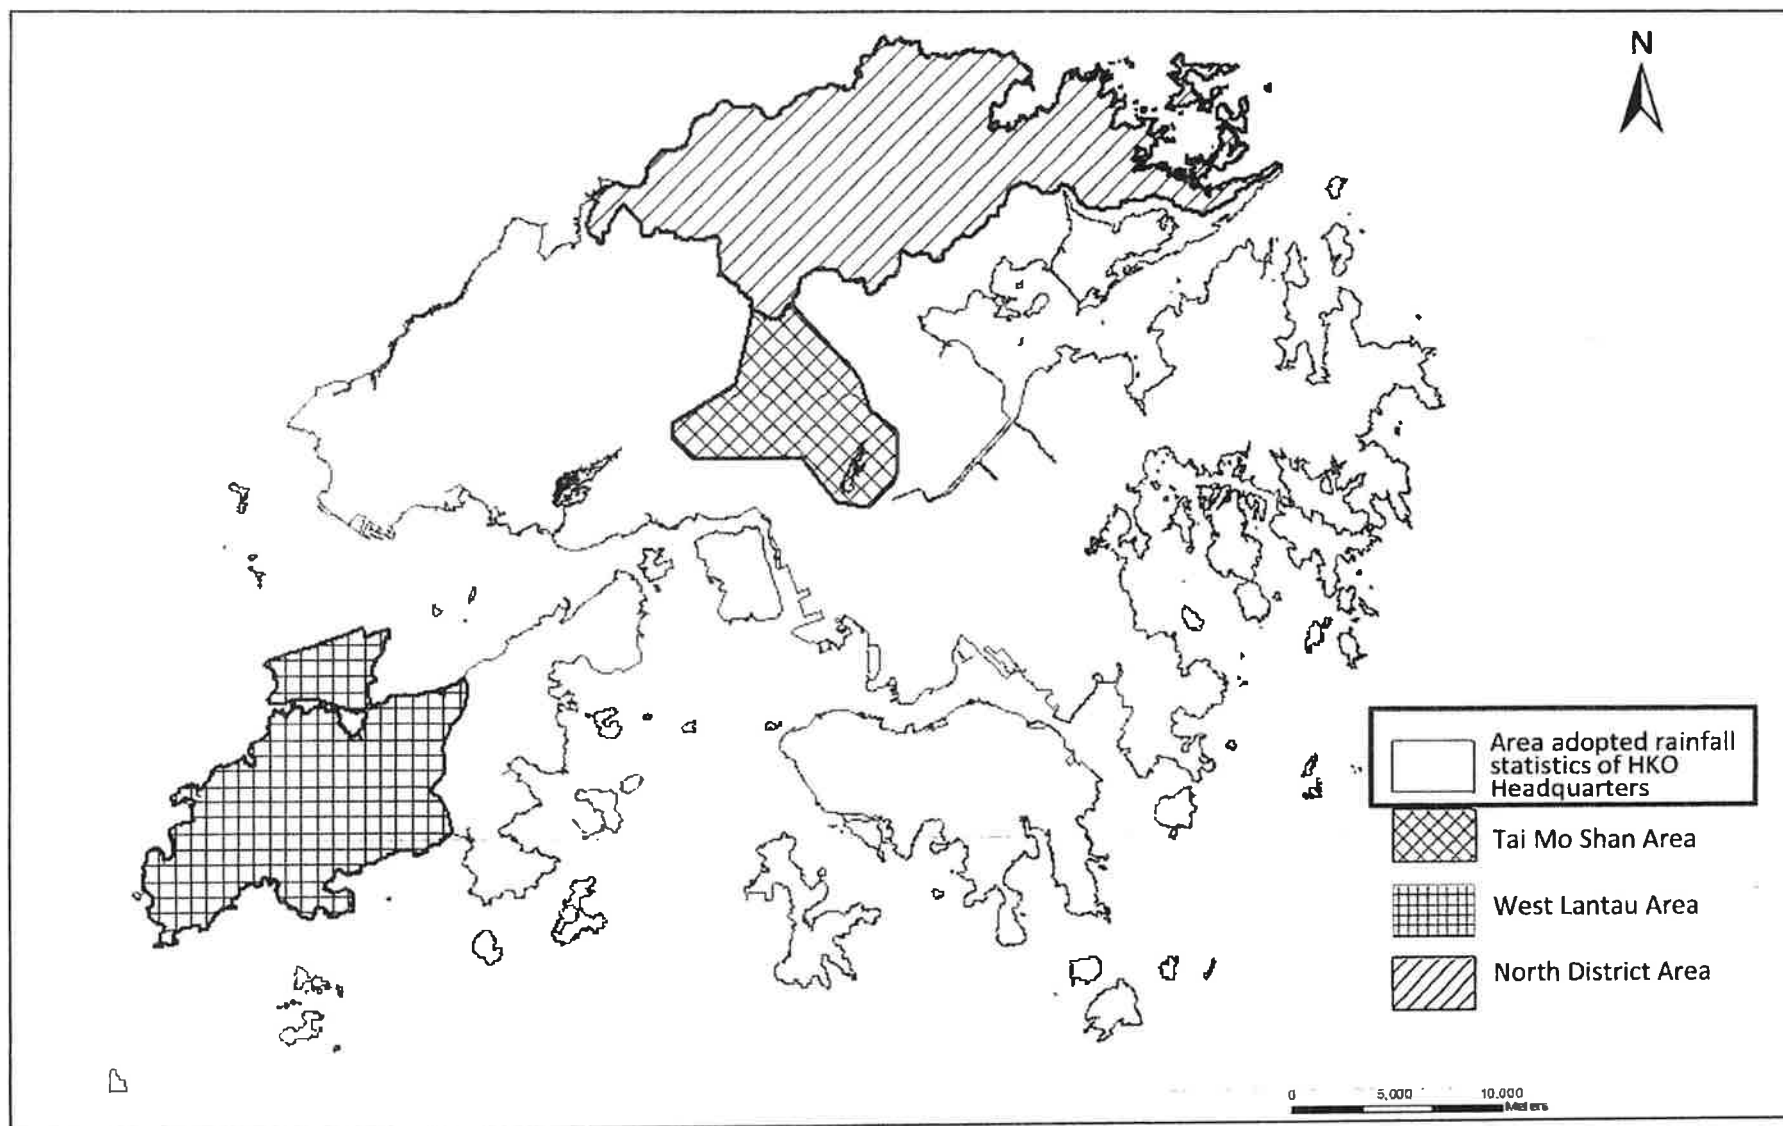 N
Area adopted rainfall
statistics of HKO
Headquarters
Tai Mo Shan Area
West Lantau Area
North District Area
0 5,000 10,000
Meters